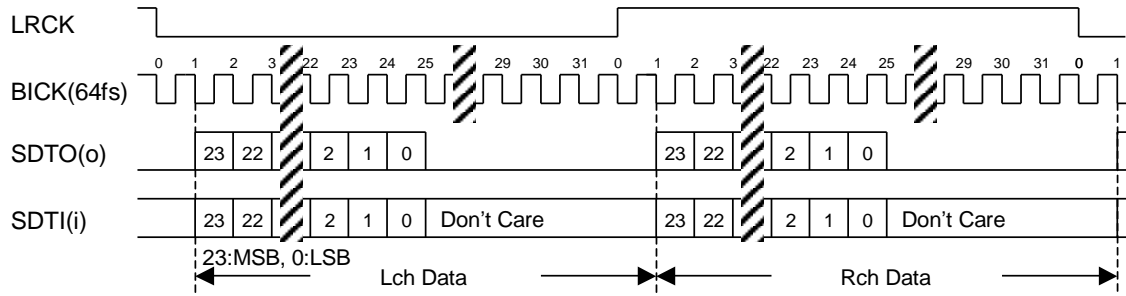 LRCK
0 1 2 3 22 23 24 25 29 30 31 0 1 2 3 22 23 24 25 29 30 31 0 1
BICK(64fs)
SDTO(o) 23 22 2 1 0 23 22 2 1 0
SDTI(i) 23 22 2 1 0 Don't Care 23 22 2 1 0 Don't Care
23:MSB, 0:LSB
Lch Data Rch Data